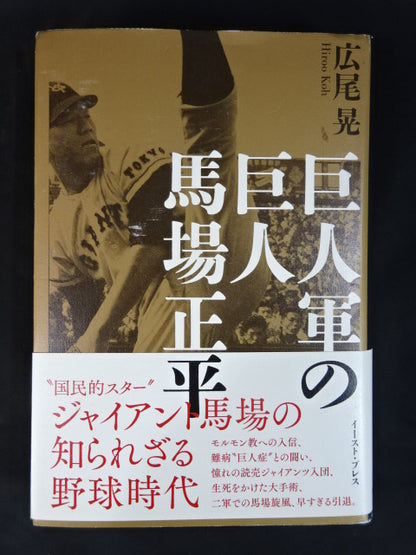 広尾 晃
Hiroo Koh
巨人軍の
巨人
馬場正平
TOKYO
GIANTS
"国民的スター"
ジャイアント馬場の
知られざる
野球時代
モルモン教への入信、
難病"巨人症"との闘い、
憧れの読売ジャイアンツ入団、
生死をかけた大手術、
二軍での馬場旋風、早すぎる引退。
イースト・プレス